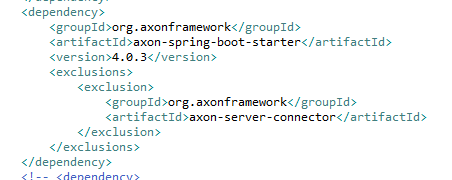 </dependency>
<dependency>
<groupId>org.axonframework</groupId>
<artifactId>axon-spring-boot-starter</artifactId>
<version>4.0.3</version>
<exclusions>
<exclusion>
<groupId>org.axonframework</groupId>
<artifactId>axon-server-connector</artifactId>
</exclusion>
</exclusions>
</dependency>
<!-- <dependency>